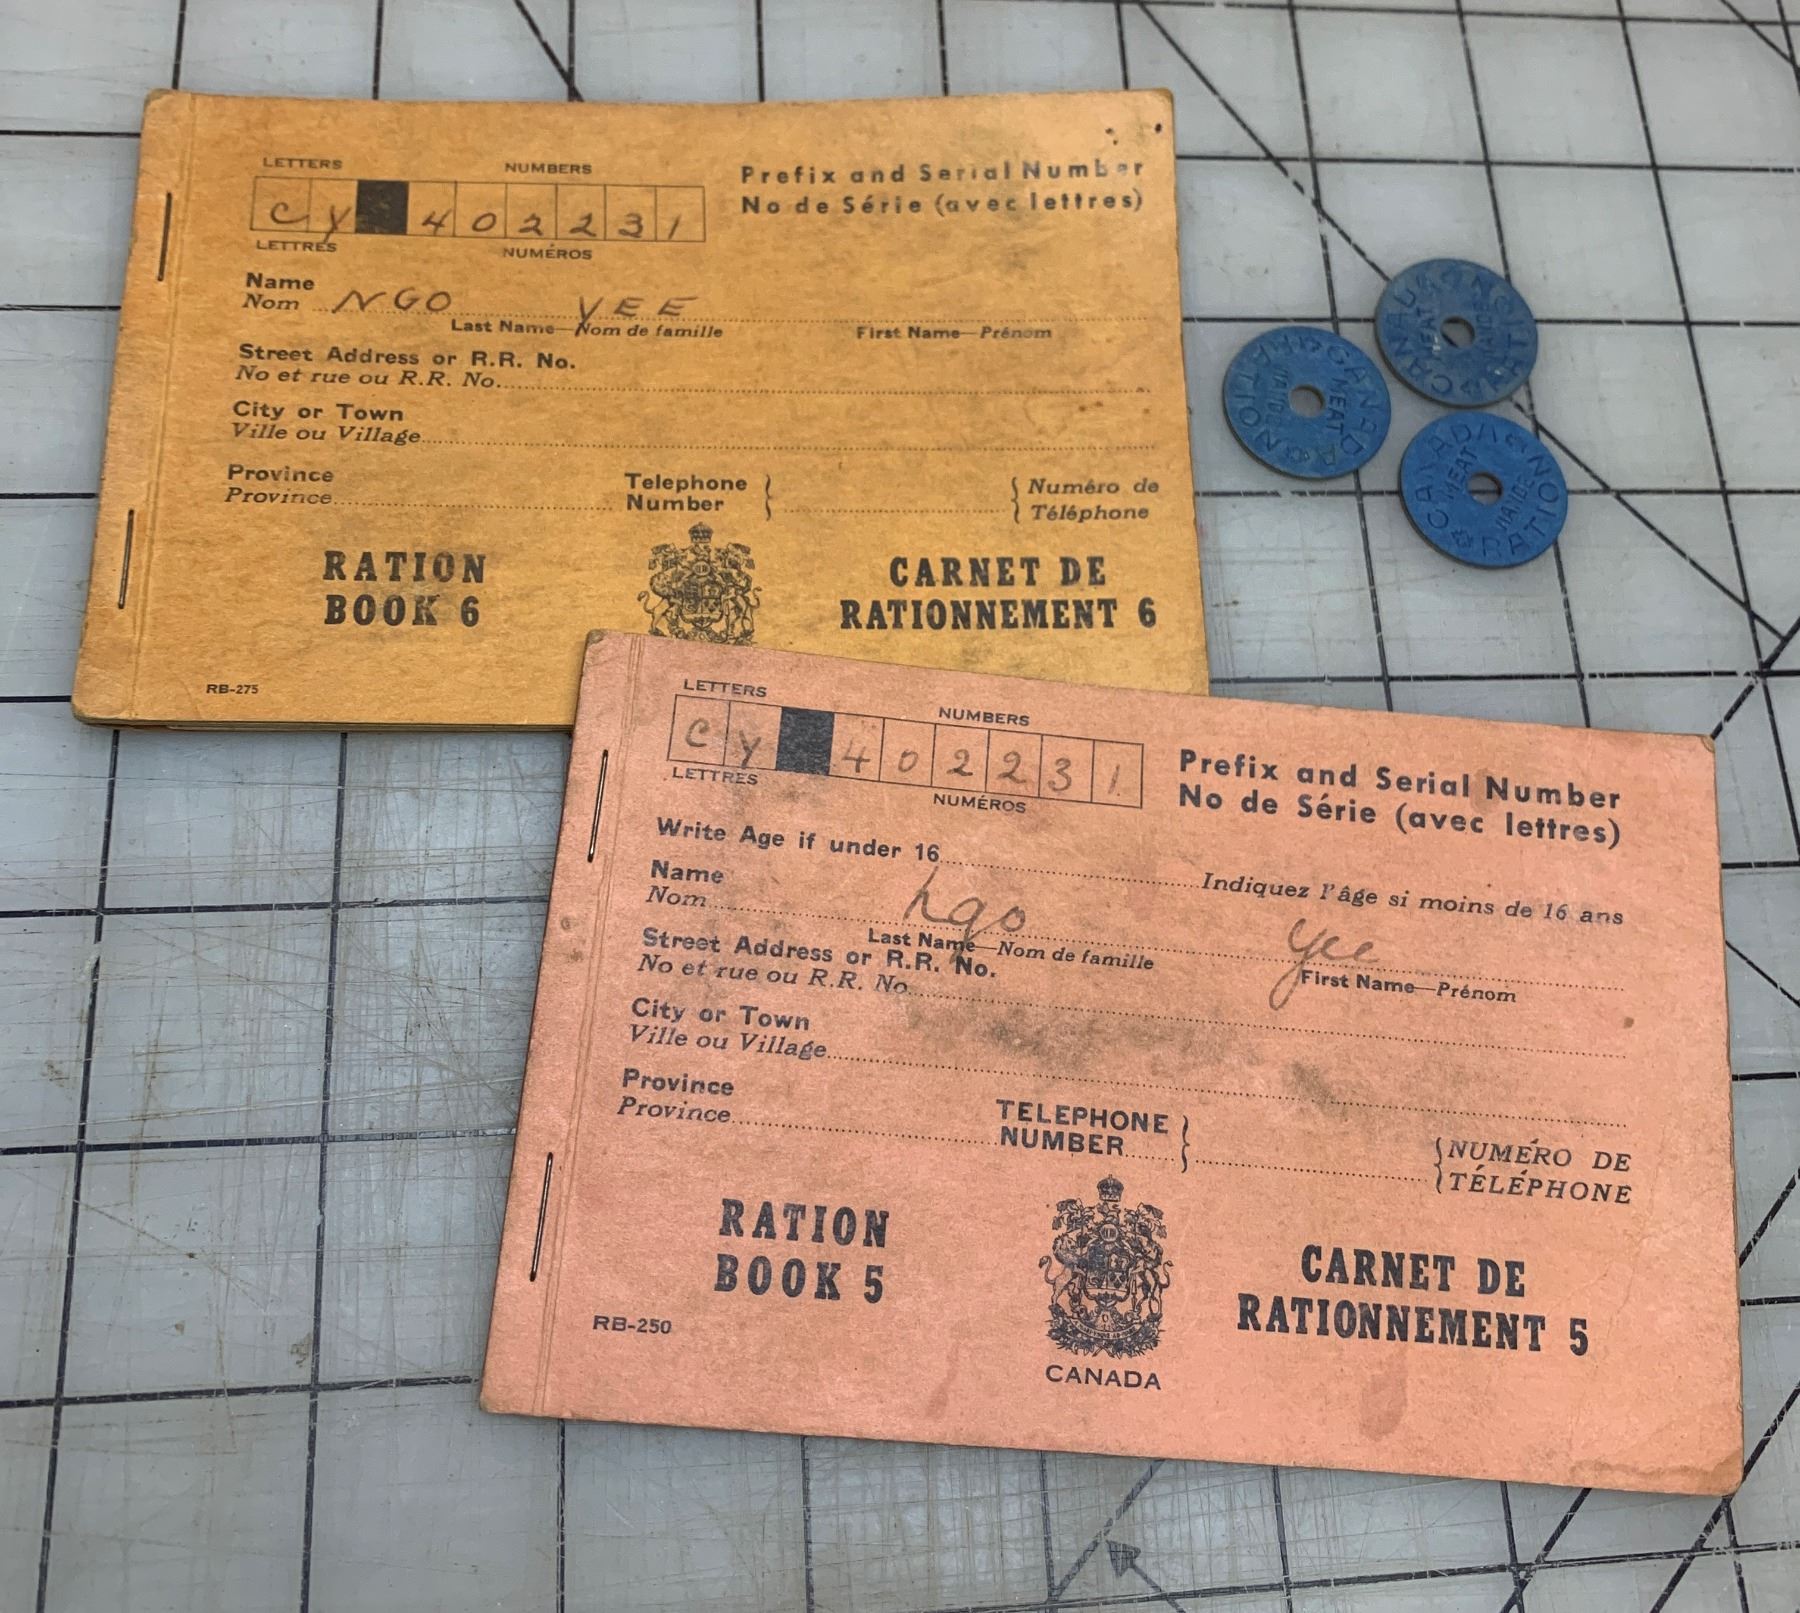 LETTERS NUMBERS
CY 402231
LETTRES NUMÉROS
Prefix and Serial Number
No de Série (avec lettres)
Name
Nom NGO YEE
Last Name—Nom de famille First Name—Prénom
Street Address or R.R. No.
No et rue ou R.R. No.
City or Town
Ville ou Village
Province
Province
Telephone
Number
Numéro de
Téléphone
RATION
BOOK 6
CARNET DE
RATIONNEMENT 6
RB-275
CANADIAN RATION
MEAT
VIANDE
CANADIAN RATION
MEAT
VIANDE
CANADIAN RATION
MEAT
VIANDE
LETTERS NUMBERS
CY 402231
LETTRES NUMÉROS
Prefix and Serial Number
No de Série (avec lettres)
Write Age if under 16 Indiquez l'âge si moins de 16 ans
Name
Nom ngo yee
Last Name—Nom de famille First Name—Prénom
Street Address or R.R. No.
No et rue ou R.R. No.
City or Town
Ville ou Village
Province
Province
TELEPHONE
NUMBER
NUMÉRO DE
TÉLÉPHONE
RATION
BOOK 5
CARNET DE
RATIONNEMENT 5
RB-250
CANADA